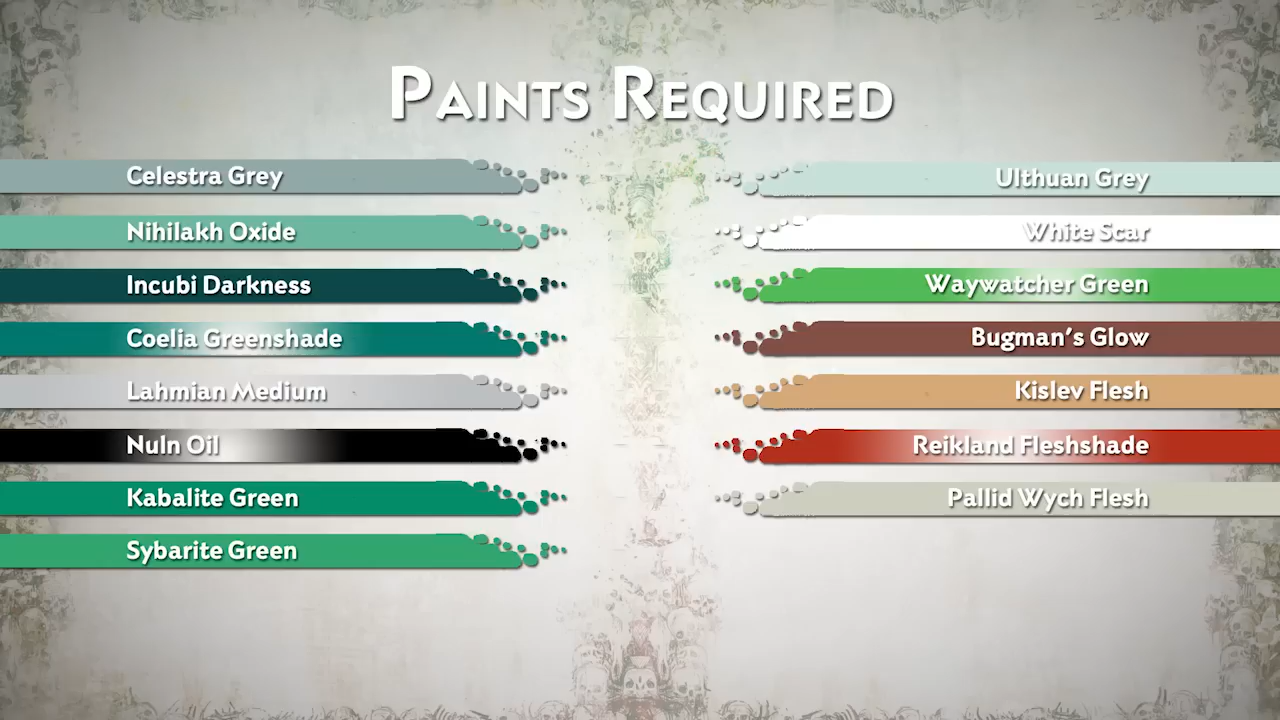 Paints Required
Celestra Grey
Nihilakh Oxide
Incubi Darkness
Coelia Greenshade
Lahmian Medium
Nuln Oil
Kabalite Green
Sybarite Green
Ulthuan Grey
White Scar
Waywatcher Green
Bugman's Glow
Kislev Flesh
Reikland Fleshshade
Pallid Wych Flesh